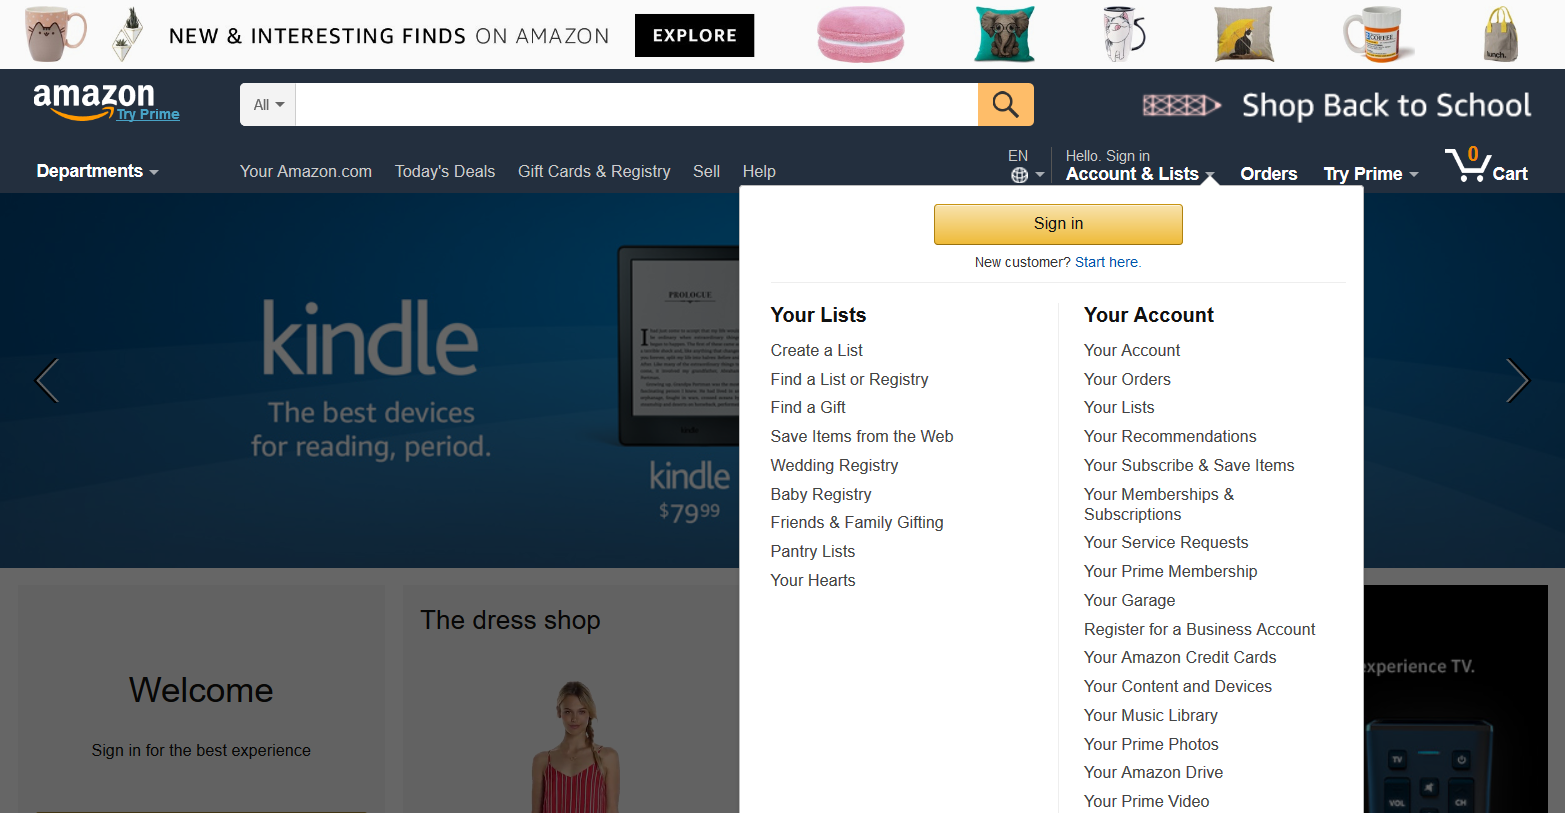 NEW & INTERESTING FINDS ON AMAZON
EXPLORE
COFFEE
lunch.
amazon
Try Prime
All
Shop Back to School
Departments
Your Amazon.com
Today's Deals
Gift Cards & Registry
Sell
Help
EN
Hello. Sign in
Account & Lists
Orders
Try Prime
0
Cart
Sign in
New customer? Start here.
Your Lists
Create a List
Find a List or Registry
Find a Gift
Save Items from the Web
Wedding Registry
Baby Registry
Friends & Family Gifting
Pantry Lists
Your Hearts
Your Account
Your Account
Your Orders
Your Lists
Your Recommendations
Your Subscribe & Save Items
Your Memberships &
Subscriptions
Your Service Requests
Your Prime Membership
Your Garage
Register for a Business Account
Your Amazon Credit Cards
Your Content and Devices
Your Music Library
Your Prime Photos
Your Amazon Drive
Your Prime Video
kindle
The best devices
for reading, period.
PROLOGUE
kindle
kindle
$79.99
Welcome
Sign in for the best experience
The dress shop
experience TV.
TV
VOL
CH